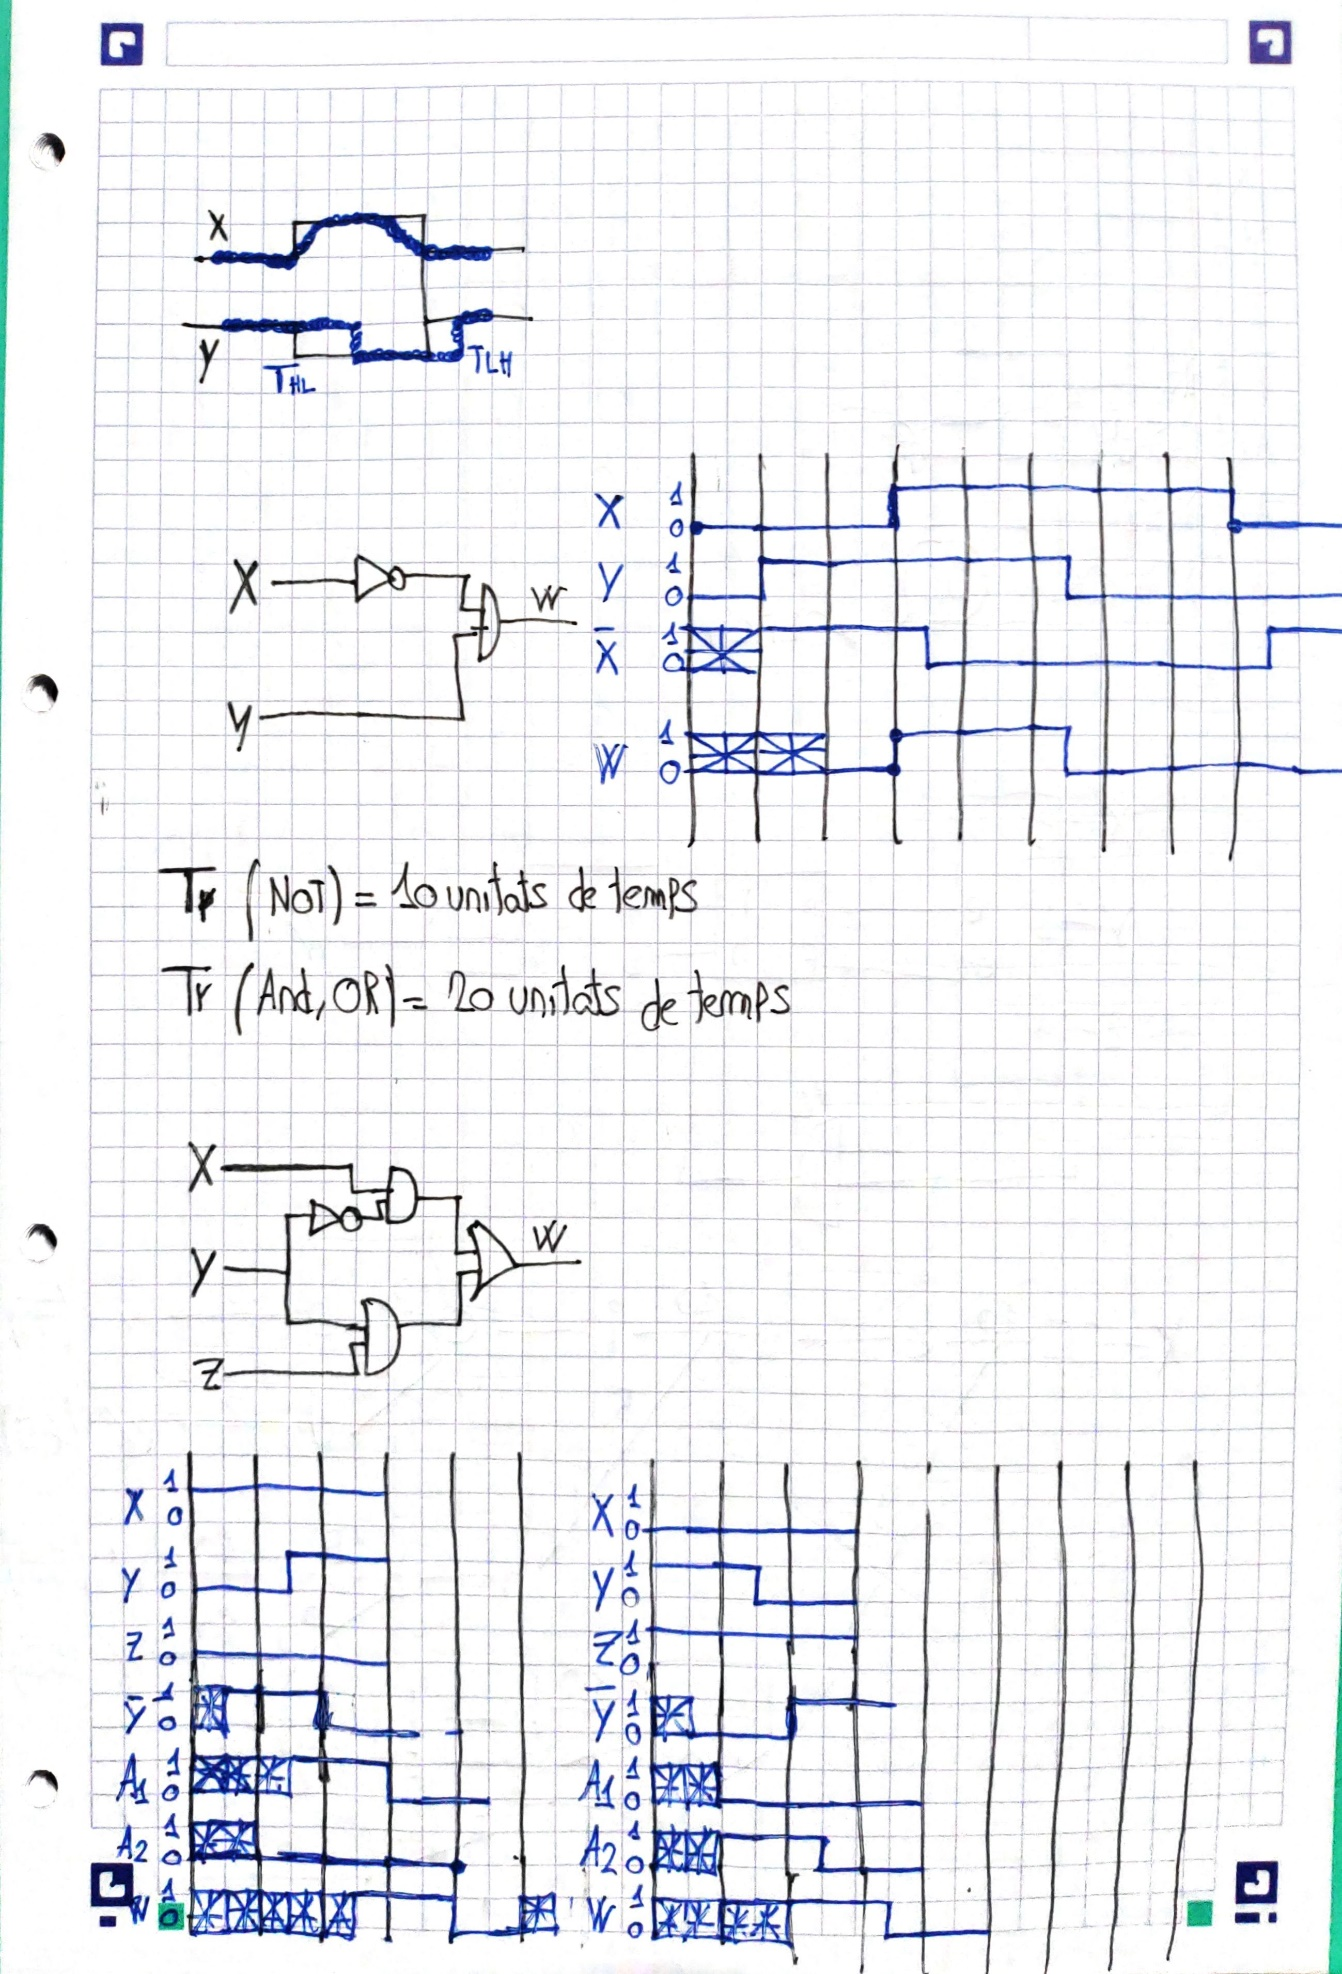 X
Y
T HL
T LH
X
Y
W
X 1
0
Y 1
0
X̅ 1
0
W 1
0
Tp (NOT) = 10 unitats de temps
Tr (And, OR) = 20 unitats de temps
X
Y
Z
W
X 1
0
Y 1
0
Z 1
0
Y̅ 1
0
A1 1
0
A2 1
0
W 1
0
X 1
0
Y 1
0
Z 1
0
Y̅ 1
0
A1 1
0
A2 1
0
W 1
0